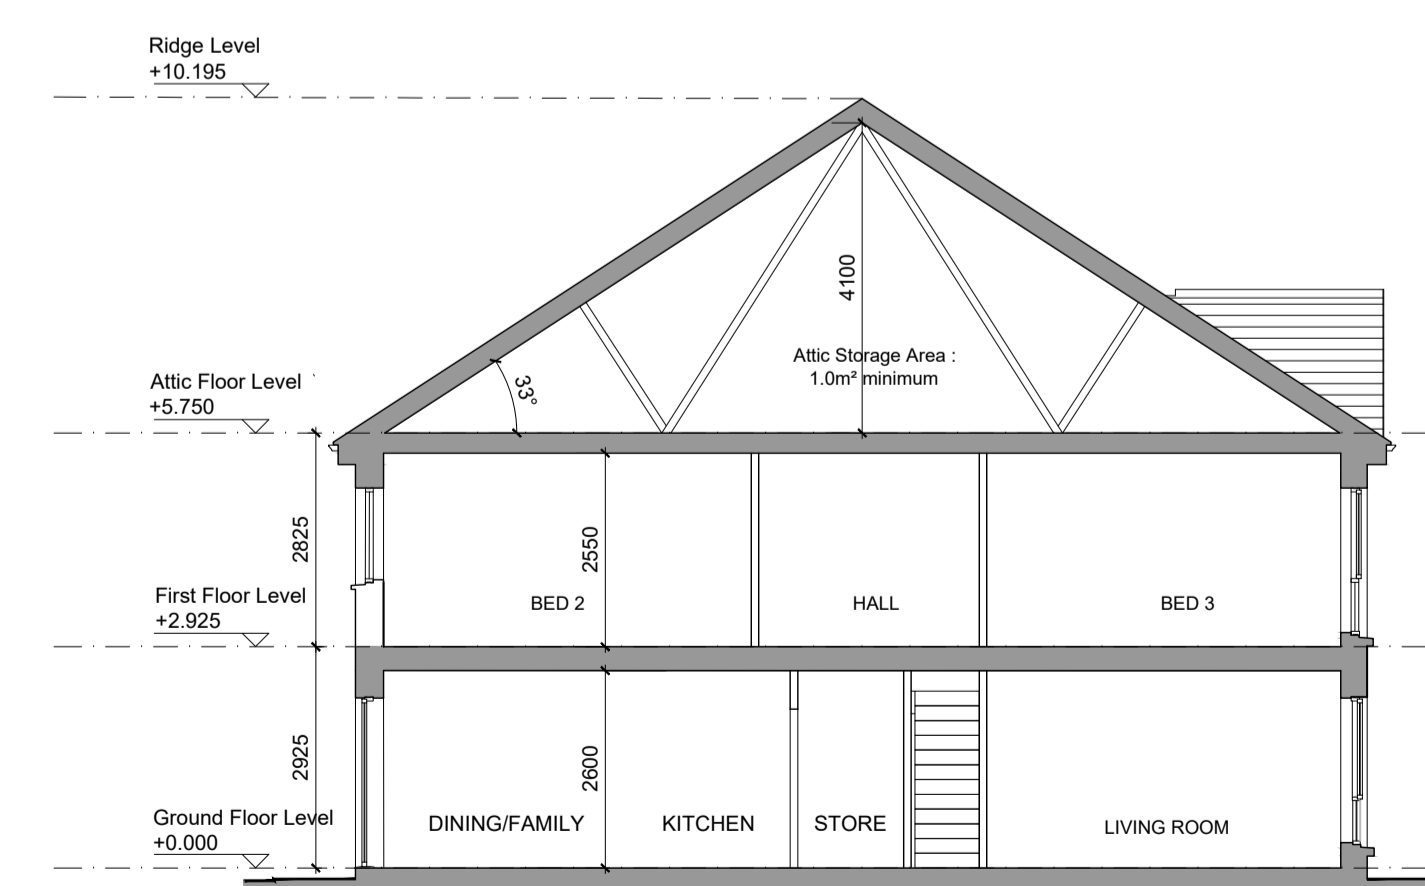 Ridge Level
+10.195
4100
Attic Storage Area :
1.0m² minimum
Attic Floor Level
+5.750
33°
2825
2550
First Floor Level
+2.925
BED 2
HALL
BED 3
2925
2600
Ground Floor Level
+0.000
DINING/FAMILY
KITCHEN
STORE
LIVING ROOM